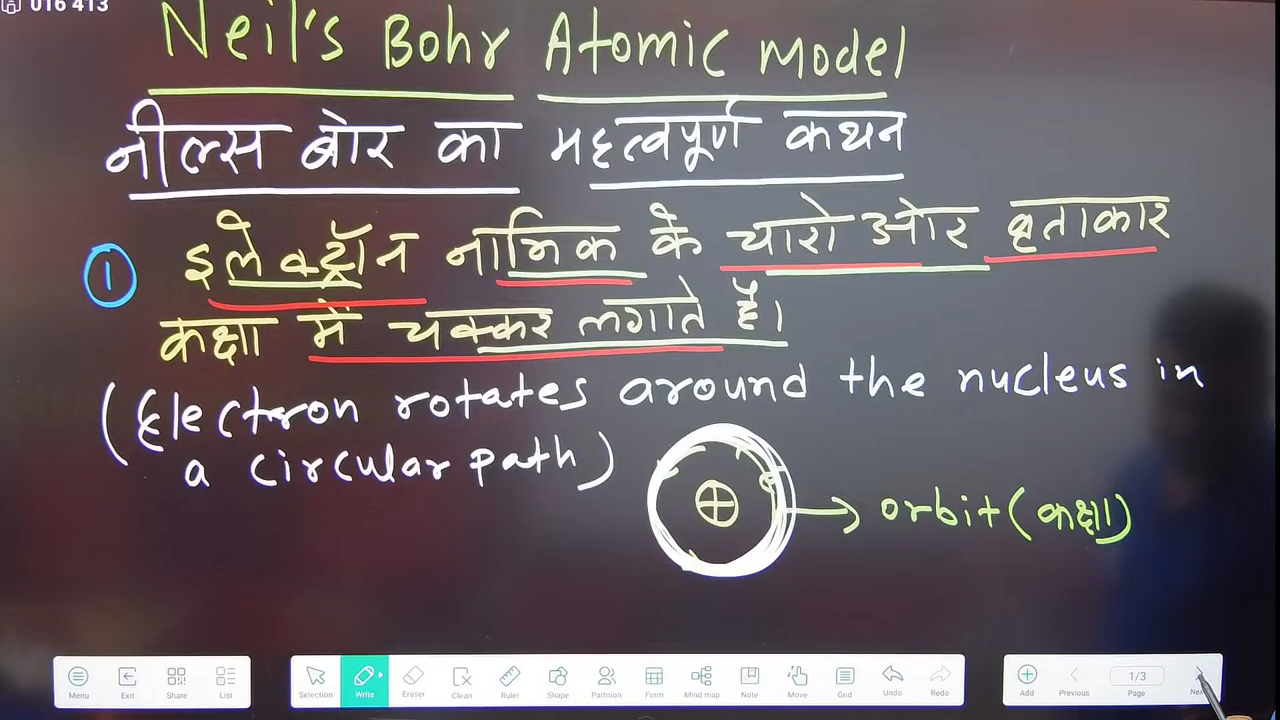 016 413
Neil's Bohr Atomic Model
नील्स बोर का महत्वपूर्ण कथन
① इलेक्ट्रॉन नाभिक के चारो ओर वृताकार
कक्षा में चक्कर लगाते है।
(Electron rotates around the nucleus in
a circular path)
e
+
→ orbit (कक्षा)
Menu Exit Share List Selection Write Eraser Clean Ruler Shape Partition Form Mind map Note Move Grid Undo Redo Add Previous 1/3 Page